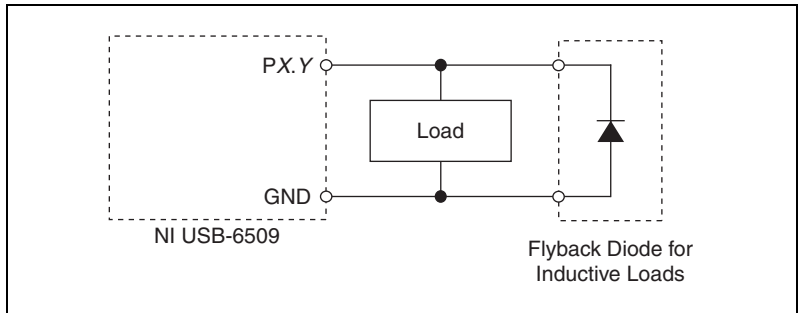 PX.Y
Load
GND
NI USB-6509
Flyback Diode for
Inductive Loads